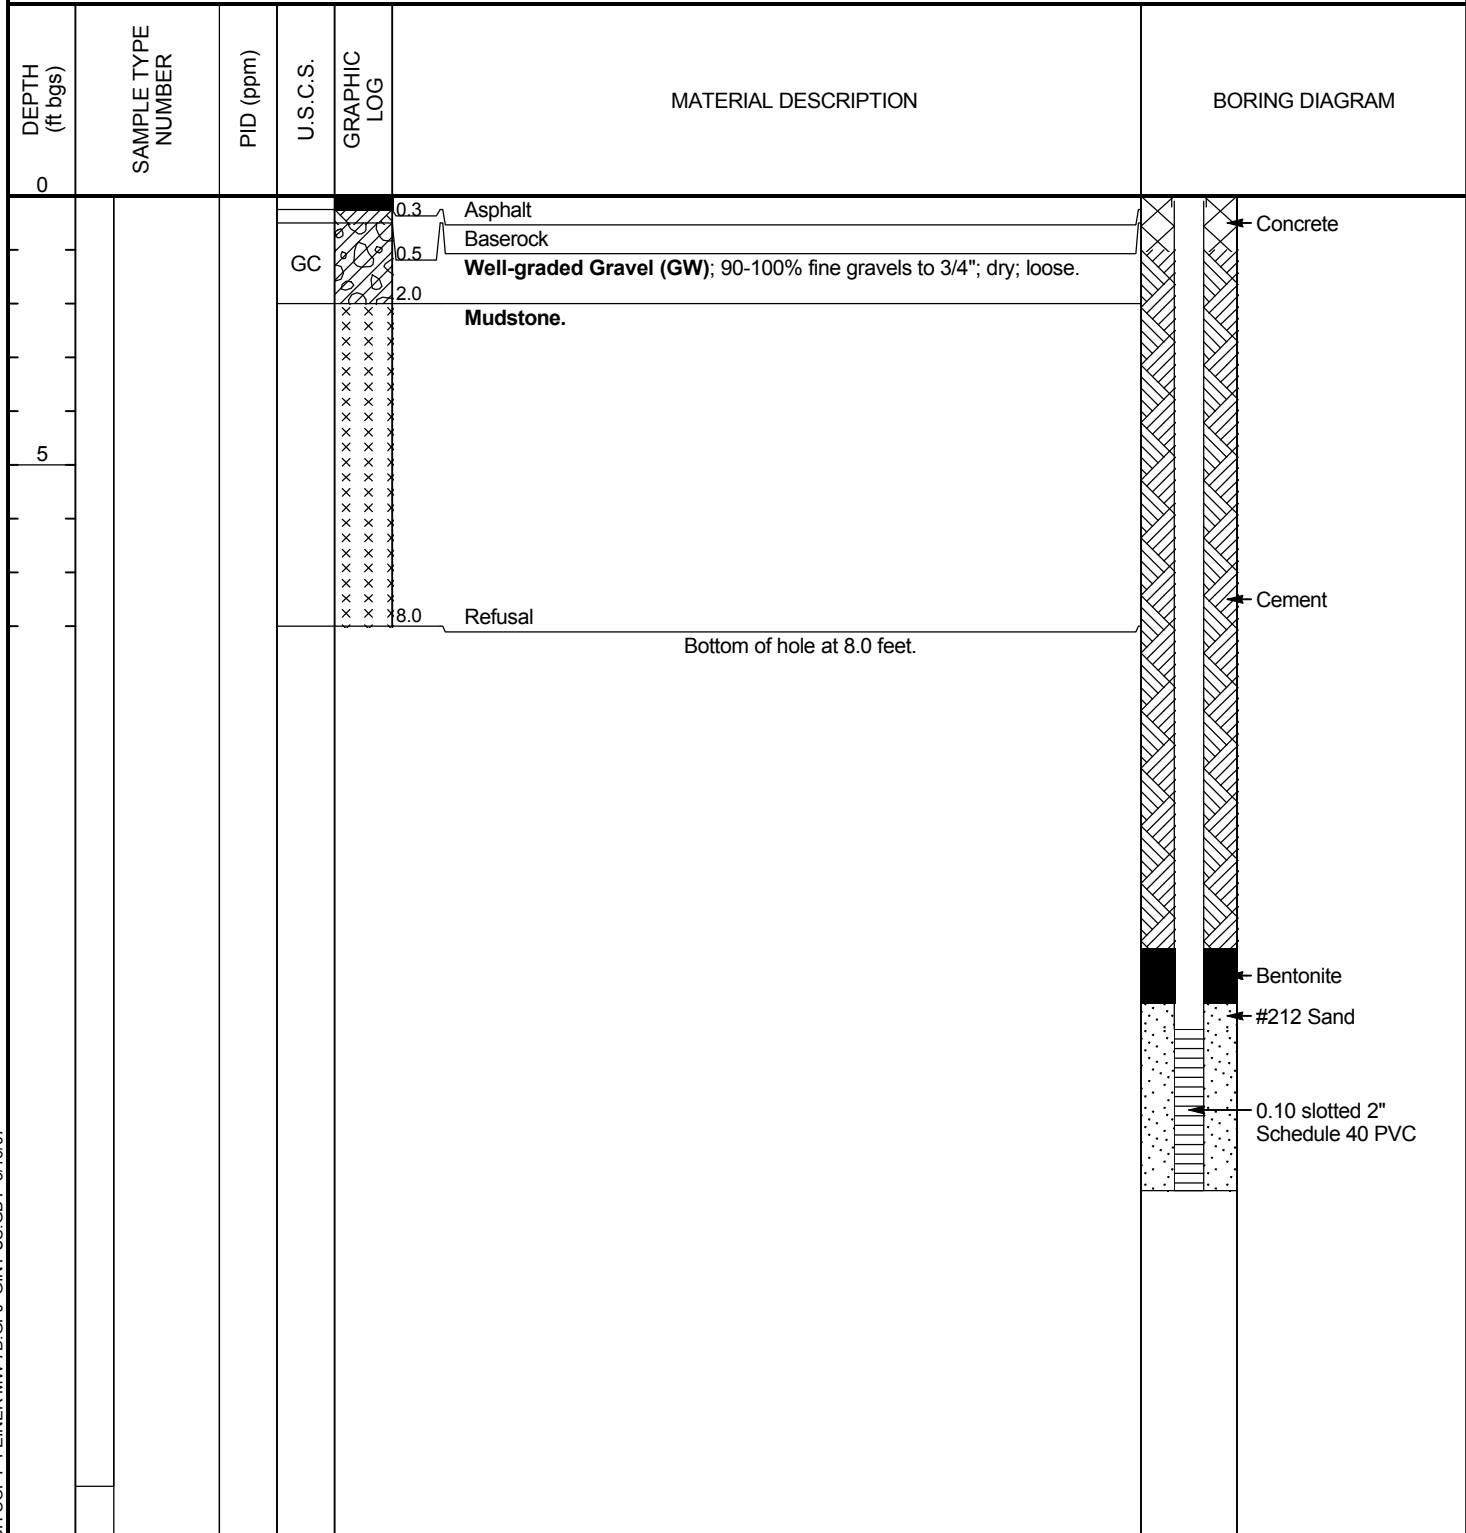 DEPTH
(ft bgs)
SAMPLE TYPE
NUMBER
PID (ppm)
U.S.C.S.
GRAPHIC
LOG
MATERIAL DESCRIPTION
BORING DIAGRAM
0
0.3 Asphalt
Concrete
Baserock
0.5
GC
Well-graded Gravel (GW); 90-100% fine gravels to 3/4"; dry; loose.
2.0
Mudstone.
5
Cement
8.0 Refusal
Bottom of hole at 8.0 feet.
Bentonite
#212 Sand
0.10 slotted 2"
Schedule 40 PVC